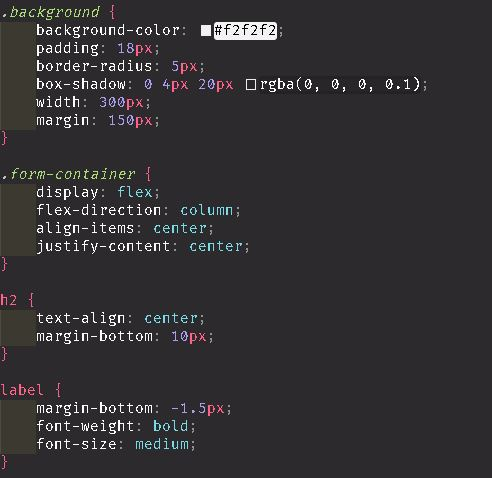 .background {
    background-color: #f2f2f2;
    padding: 18px;
    border-radius: 5px;
    box-shadow: 0 4px 20px rgba(0, 0, 0, 0.1);
    width: 300px;
    margin: 150px;
}

.form-container {
    display: flex;
    flex-direction: column;
    align-items: center;
    justify-content: center;
}

h2 {
    text-align: center;
    margin-bottom: 10px;
}

label {
    margin-bottom: -1.5px;
    font-weight: bold;
    font-size: medium;
}